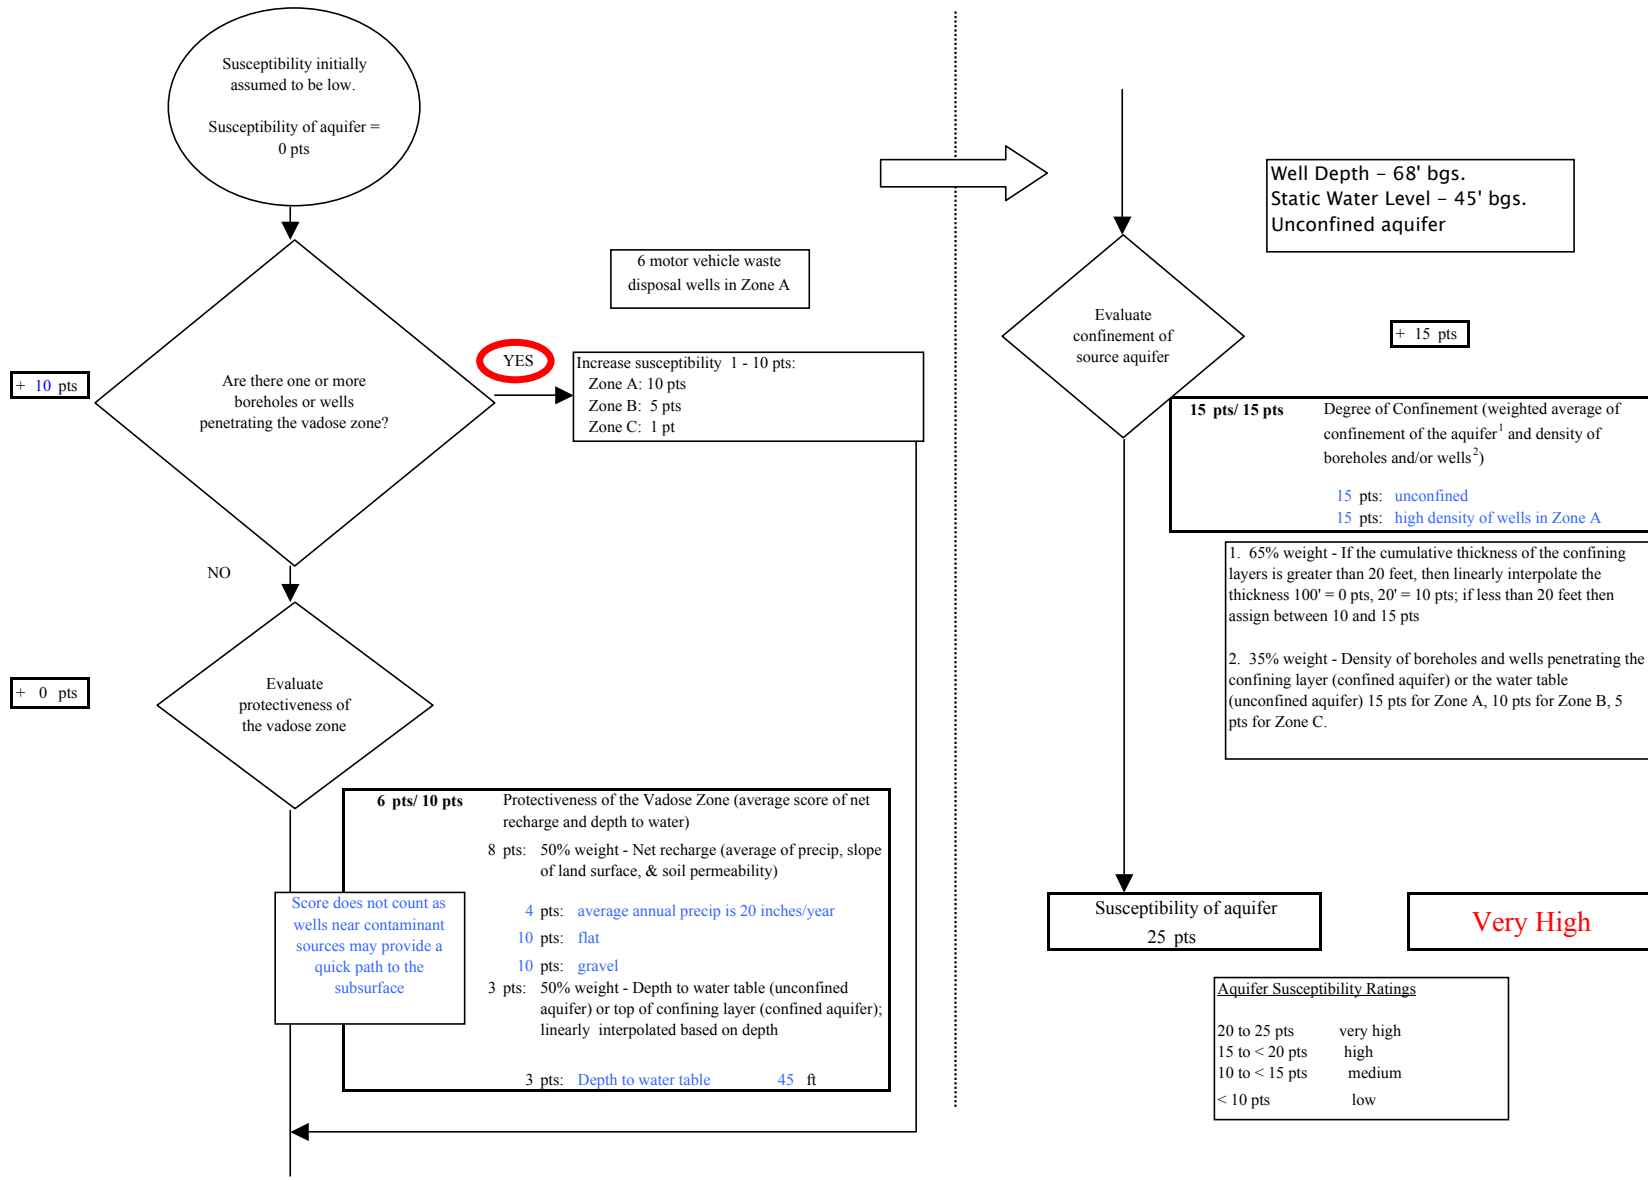 Susceptibility initially
assumed to be low.
Susceptibility of aquifer =
0 pts
+ 10 pts
Are there one or more
boreholes or wells
penetrating the vadose zone?
YES
6 motor vehicle waste
disposal wells in Zone A
Increase susceptibility 1 - 10 pts:
Zone A: 10 pts
Zone B: 5 pts
Zone C: 1 pt
NO
+ 0 pts
Evaluate
protectiveness of
the vadose zone
6 pts/ 10 pts Protectiveness of the Vadose Zone (average score of net
recharge and depth to water)
8 pts: 50% weight - Net recharge (average of precip, slope
of land surface, & soil permeability)
4 pts: average annual precip is 20 inches/year
10 pts: flat
10 pts: gravel
3 pts: 50% weight - Depth to water table (unconfined
aquifer) or top of confining layer (confined aquifer);
linearly interpolated based on depth
3 pts: Depth to water table 45 ft
Score does not count as
wells near contaminant
sources may provide a
quick path to the
subsurface
Well Depth – 68' bgs.
Static Water Level – 45' bgs.
Unconfined aquifer
Evaluate
confinement of
source aquifer
+ 15 pts
15 pts/ 15 pts Degree of Confinement (weighted average of
confinement of the aquifer1 and density of
boreholes and/or wells2)
15 pts: unconfined
15 pts: high density of wells in Zone A
1. 65% weight - If the cumulative thickness of the confining
layers is greater than 20 feet, then linearly interpolate the
thickness 100' = 0 pts, 20' = 10 pts; if less than 20 feet then
assign between 10 and 15 pts
2. 35% weight - Density of boreholes and wells penetrating the
confining layer (confined aquifer) or the water table
(unconfined aquifer) 15 pts for Zone A, 10 pts for Zone B, 5
pts for Zone C.
Susceptibility of aquifer
25 pts
Very High
Aquifer Susceptibility Ratings
20 to 25 pts very high
15 to < 20 pts high
10 to < 15 pts medium
< 10 pts low